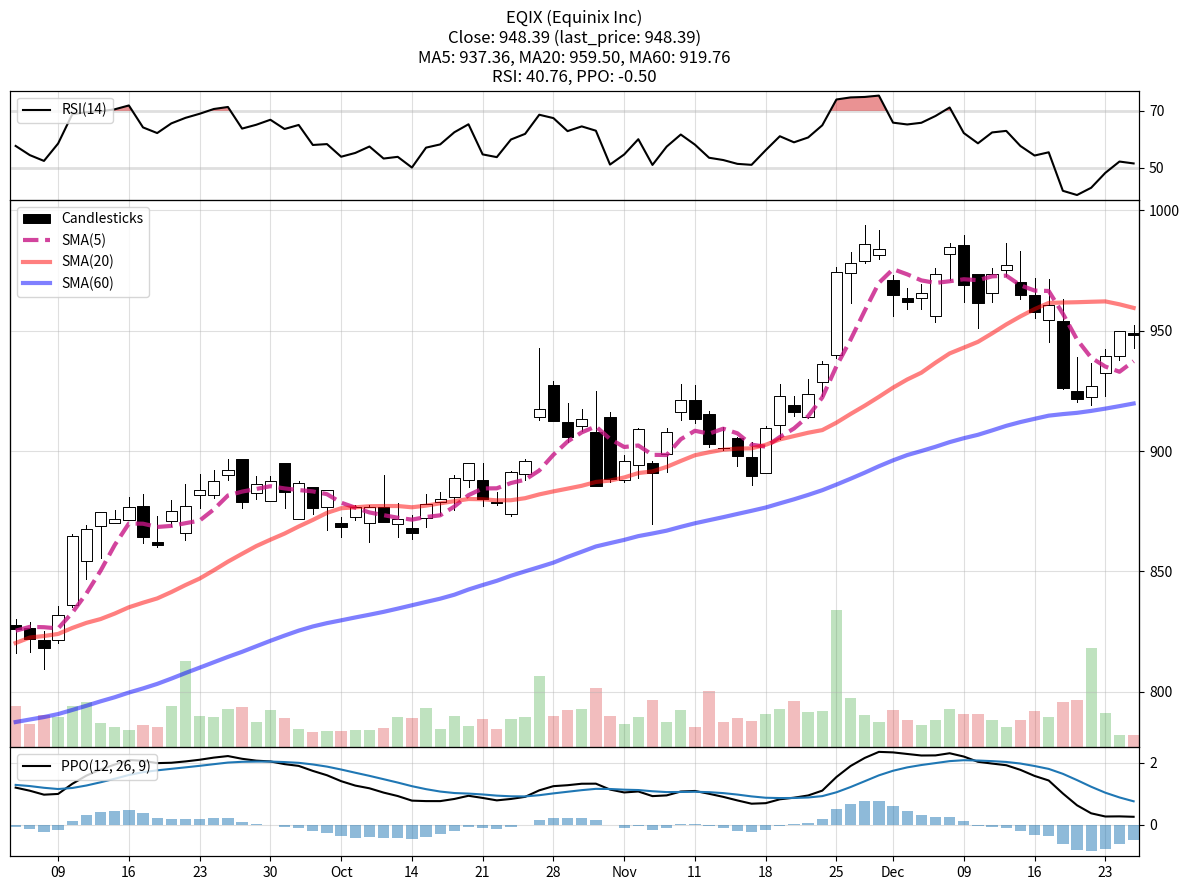 EQIX (Equinix Inc)
Close: 948.39 (last_price: 948.39)
MA5: 937.36, MA20: 959.50, MA60: 919.76
RSI: 40.76, PPO: -0.50
RSI(14)
70
50
Candlesticks
SMA(5)
SMA(20)
SMA(60)
1000
950
900
850
800
PPO(12, 26, 9)
2
0
09 16 23 30 Oct 14 21 28 Nov 11 18 25 Dec 09 16 23